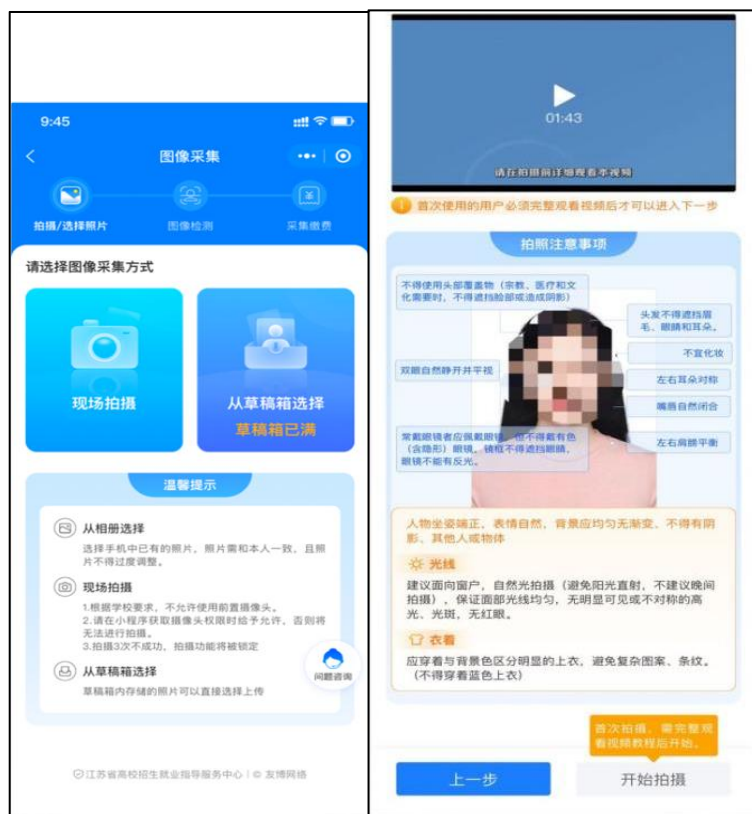 9:45
图像采集
拍摄/选择照片
图像检测
采集缴费
请选择图像采集方式
现场拍摄
从草稿箱选择
草稿箱已满
温馨提示
从相册选择
选择手机中已有的照片，照片需和本人一致，且照
片不得过度调整。
现场拍摄
1.根据学校要求，不允许使用前置摄像头。
2.请在小程序获取摄像头权限时给予允许，否则将
无法进行拍摄。
3.拍摄3次不成功，拍摄功能将被锁定
从草稿箱选择
草稿箱内存储的照片可以直接选择上传
问题咨询
江苏省高校招生就业指导服务中心 | © 友博网络
01:43
请在拍摄前详细观看本视频
首次使用的用户必须完整观看视频后才可以进入下一步
拍照注意事项
不得使用头部覆盖物（宗教、医疗和文
化需要时，不得遮挡脸部或造成阴影）
头发不得遮挡眉
毛、眼睛和耳朵。
不宜化妆
双眼自然睁开并平视
左右耳朵对称
嘴唇自然闭合
常戴眼镜者应佩戴眼镜，但不得戴有色
（含隐形）眼镜，镜框不得遮挡眼睛，
眼镜不能有反光。
左右肩膀平衡
人物坐姿端正，表情自然，背景应均匀无渐变、不得有阴
影、其他人或物体
光线
建议面向窗户，自然光拍摄（避免阳光直射，不建议晚间
拍摄），保证面部光线均匀，无明显可见或不对称的高
光、光斑，无红眼。
衣着
应穿着与背景色区分明显的上衣，避免复杂图案、条纹。
（不得穿着蓝色上衣）
首次拍摄，需完整观
看视频教程后开始。
上一步
开始拍摄